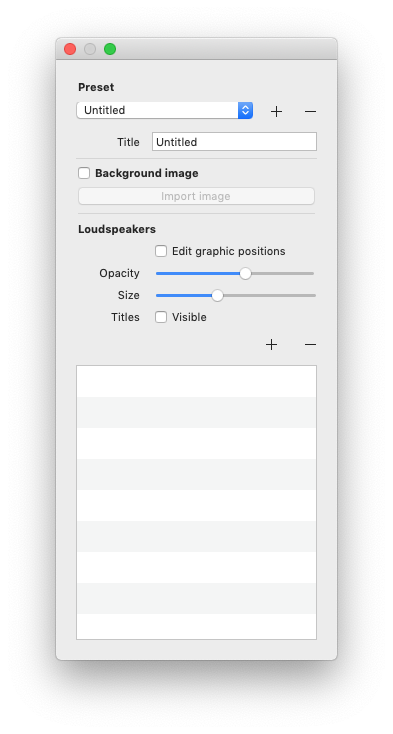 Preset
Untitled
Title Untitled
Background image
Import image
Loudspeakers
Edit graphic positions
Opacity
Size
Titles Visible